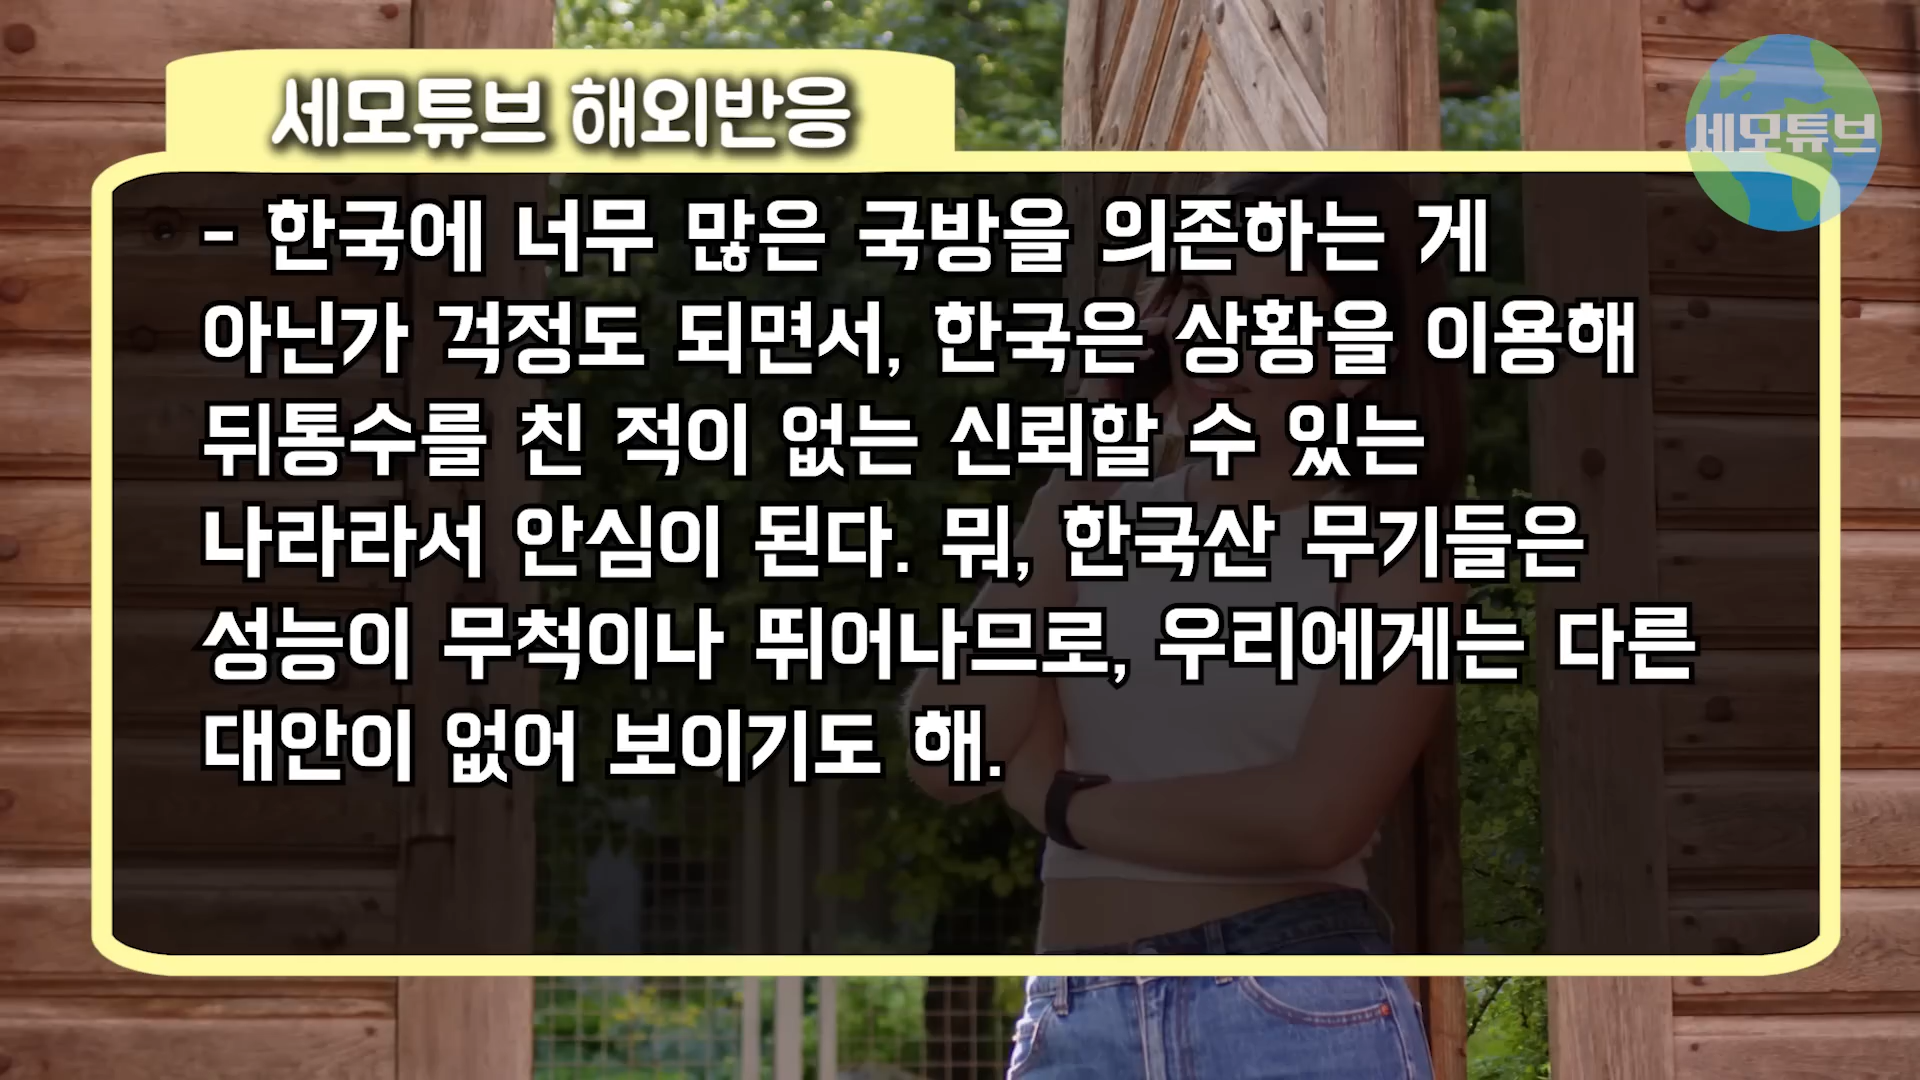 세모튜브 해외반응
세모튜브
- 한국에 너무 많은 국방을 의존하는 게
아닌가 걱정도 되면서, 한국은 상황을 이용해
뒤통수를 친 적이 없는 신뢰할 수 있는
나라라서 안심이 된다. 뭐, 한국산 무기들은
성능이 무척이나 뛰어나므로, 우리에게는 다른
대안이 없어 보이기도 해.